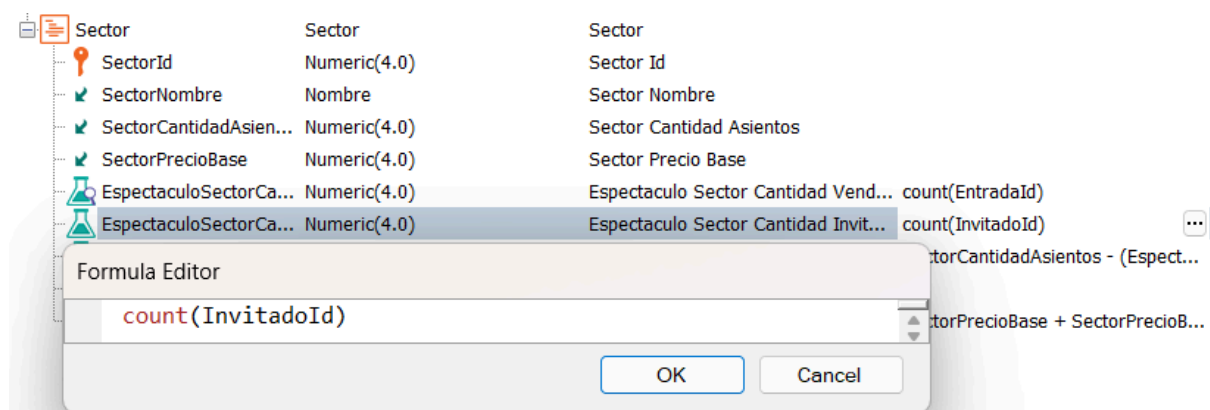 Sector Sector Sector
SectorId Numeric(4.0) Sector Id
SectorNombre Nombre Sector Nombre
SectorCantidadAsien... Numeric(4.0) Sector Cantidad Asientos
SectorPrecioBase Numeric(4.0) Sector Precio Base
EspectaculoSectorCa... Numeric(4.0) Espectaculo Sector Cantidad Vend... count(EntradaId)
EspectaculoSectorCa... Numeric(4.0) Espectaculo Sector Cantidad Invit... count(InvitadoId) ...
torCantidadAsientos - (Espect...
Formula Editor
count(InvitadoId)
torPrecioBase + SectorPrecioB...
OK Cancel